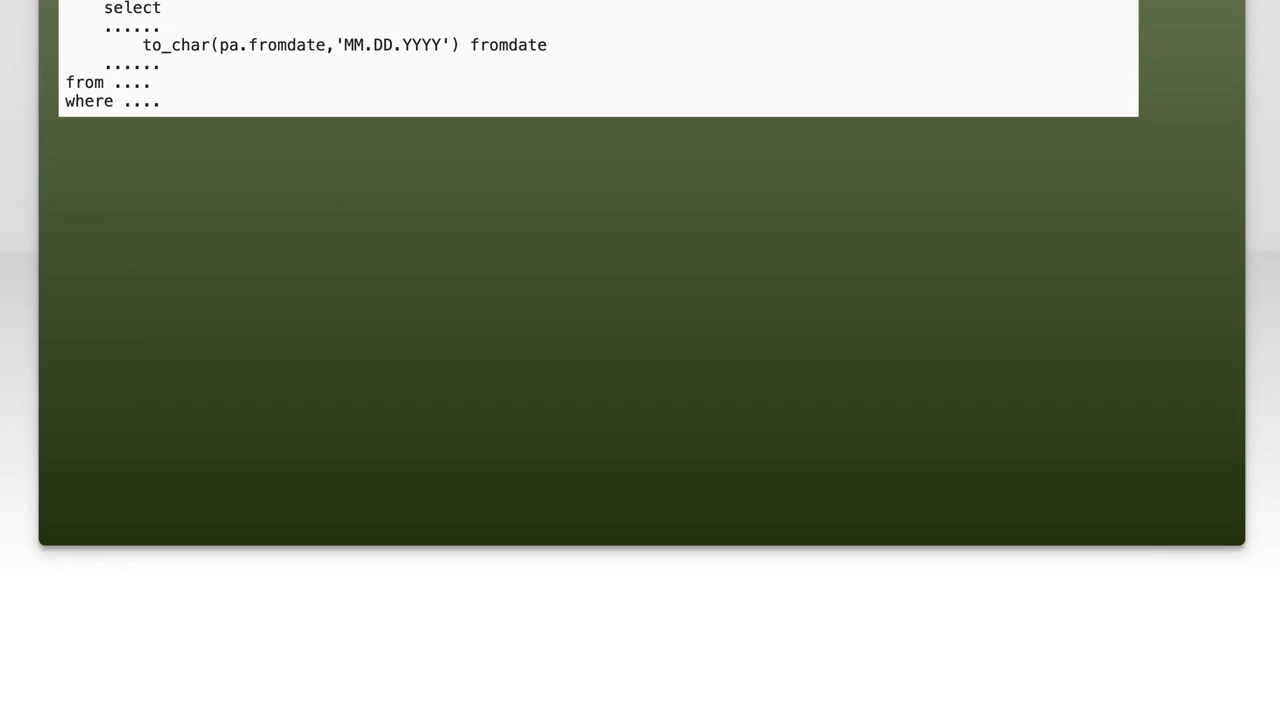 select
......
to_char(pa.fromdate,'MM.DD.YYYY') fromdate
......
from ....
where ....